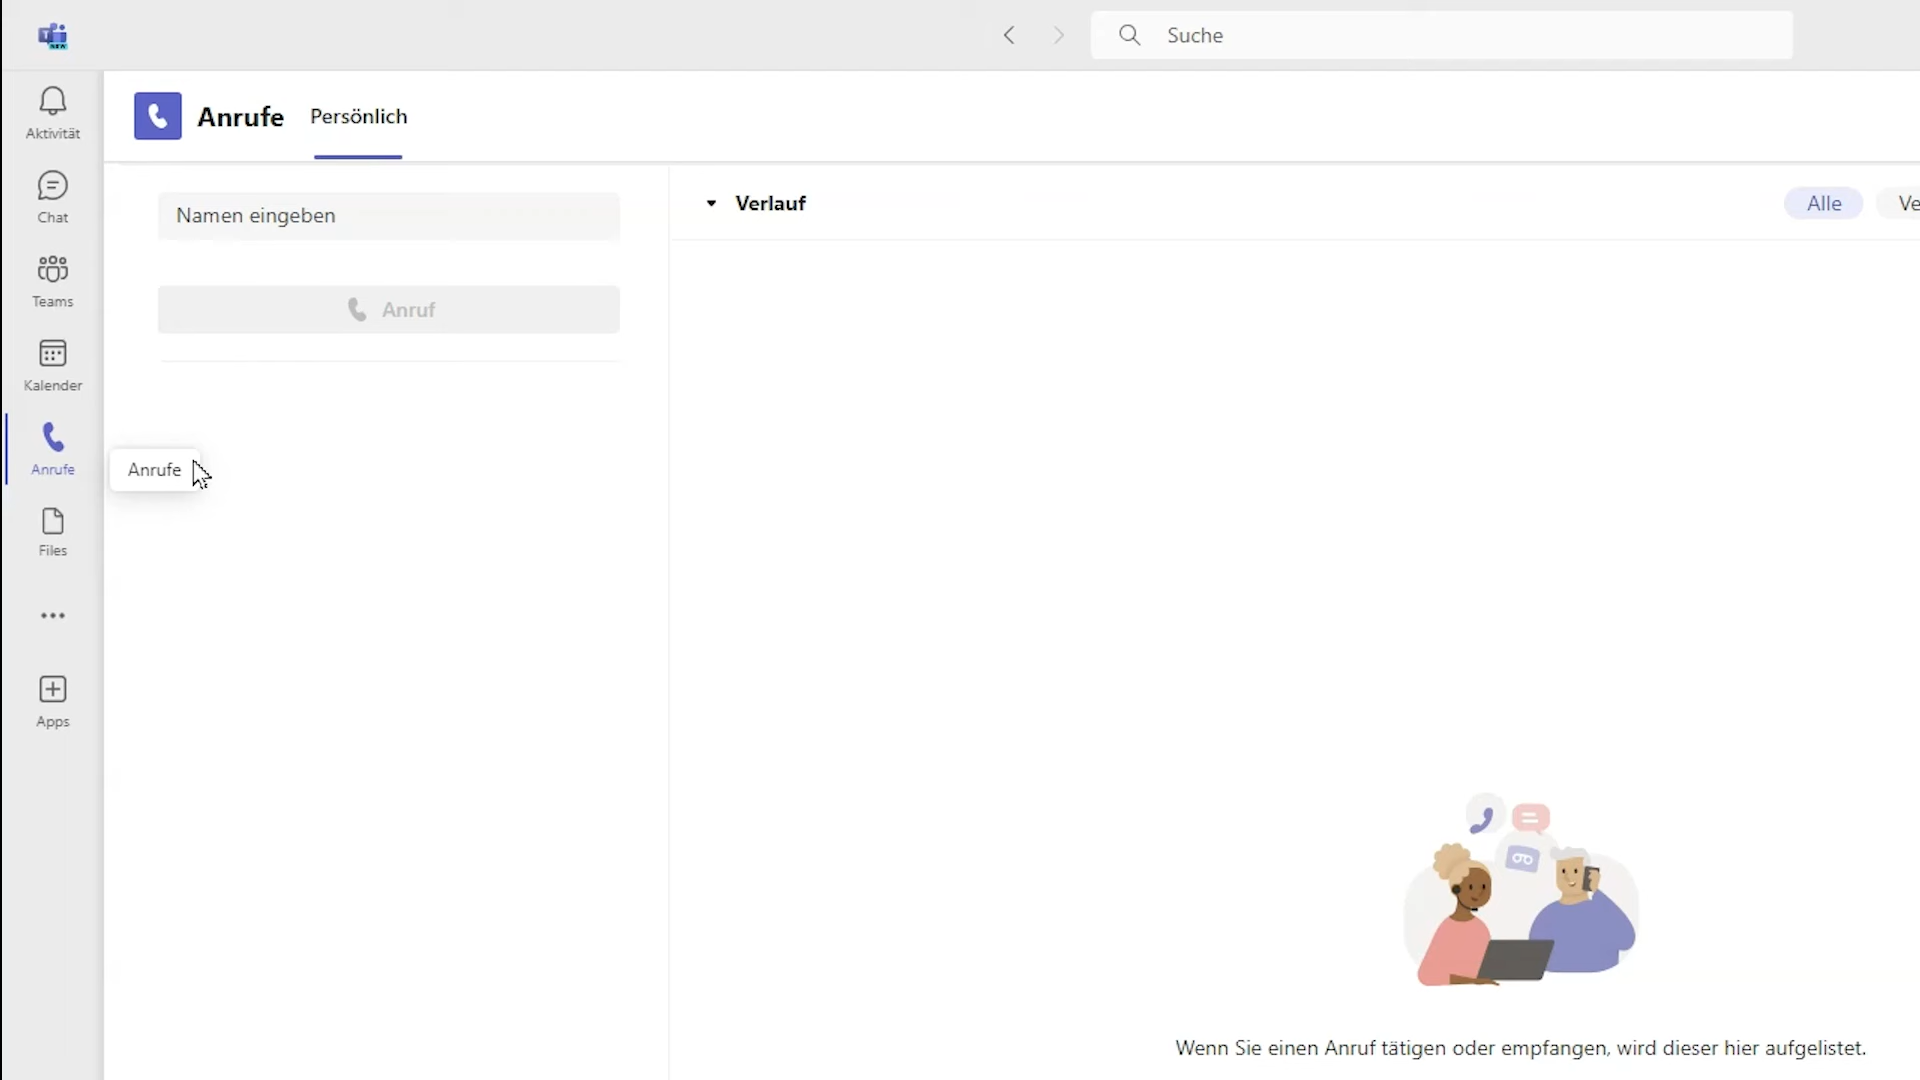 Suche
Aktivität
Chat
Teams
Kalender
Anrufe
Files
Apps
Anrufe Persönlich
Namen eingeben
Anruf
Anrufe
Verlauf
Alle
Ve
Wenn Sie einen Anruf tätigen oder empfangen, wird dieser hier aufgelistet.